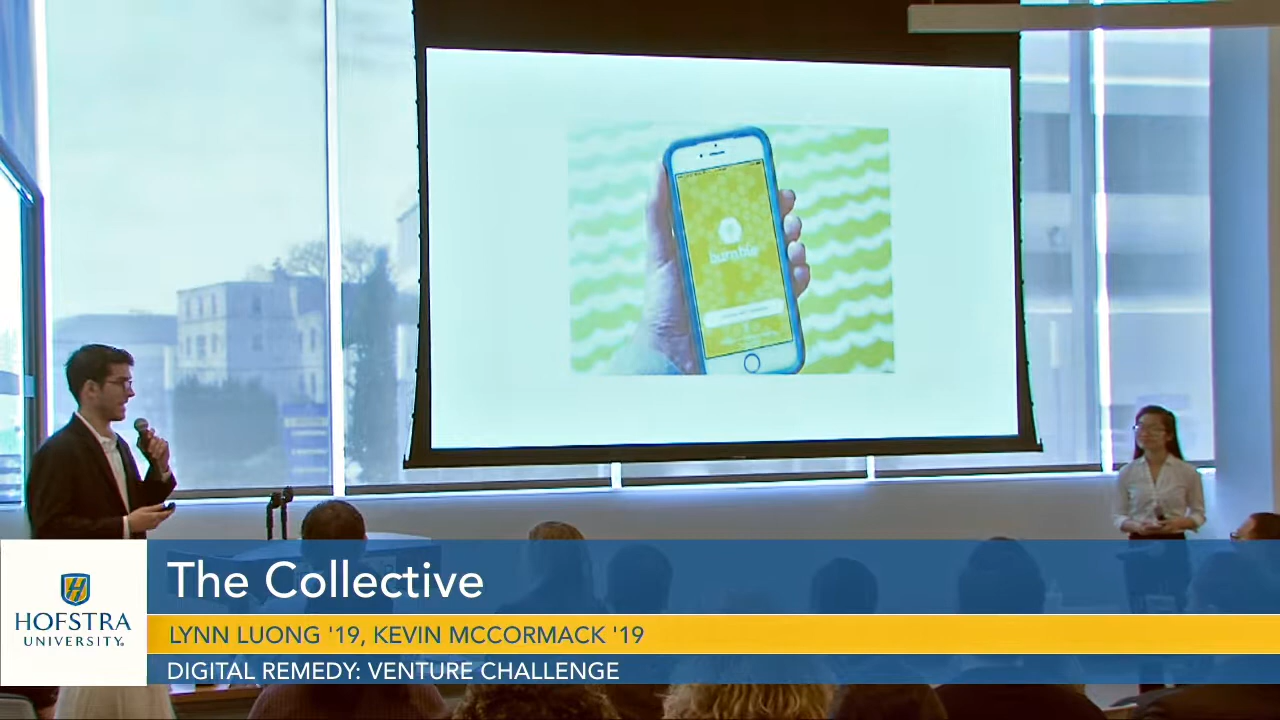 bumble
The Collective
LYNN LUONG '19, KEVIN MCCORMACK '19
DIGITAL REMEDY: VENTURE CHALLENGE
H
HOFSTRA
UNIVERSITY®